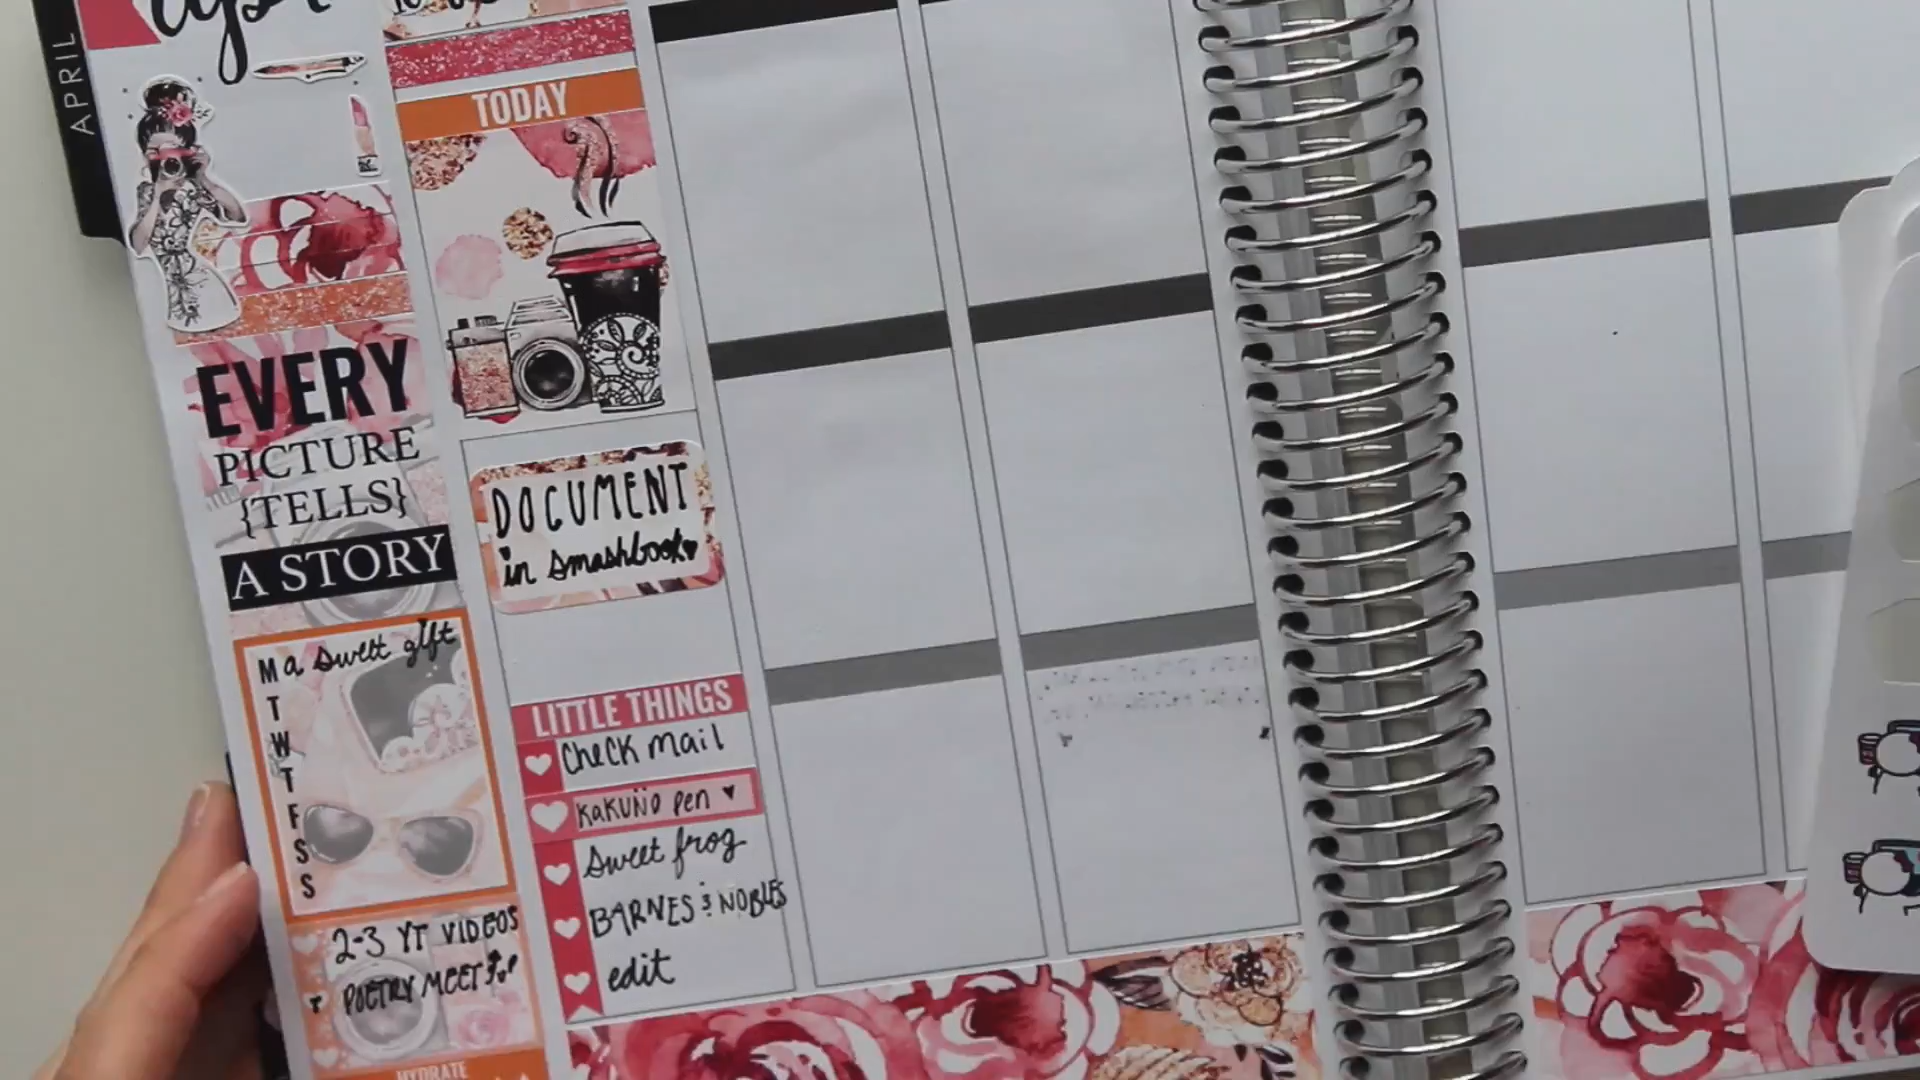 APRIL
TODAY
EVERY
PICTURE
{TELLS}
A STORY
DOCUMENT
in smashbook
M a sweet gift
T
W
T
F
S
S
LITTLE THINGS
CHECK MAIL
KAKUNO PEN
sweet frog
BARNES & NOBLES
edit
2-3 YT VIDEOS
POETRY MEET
HYDRATE